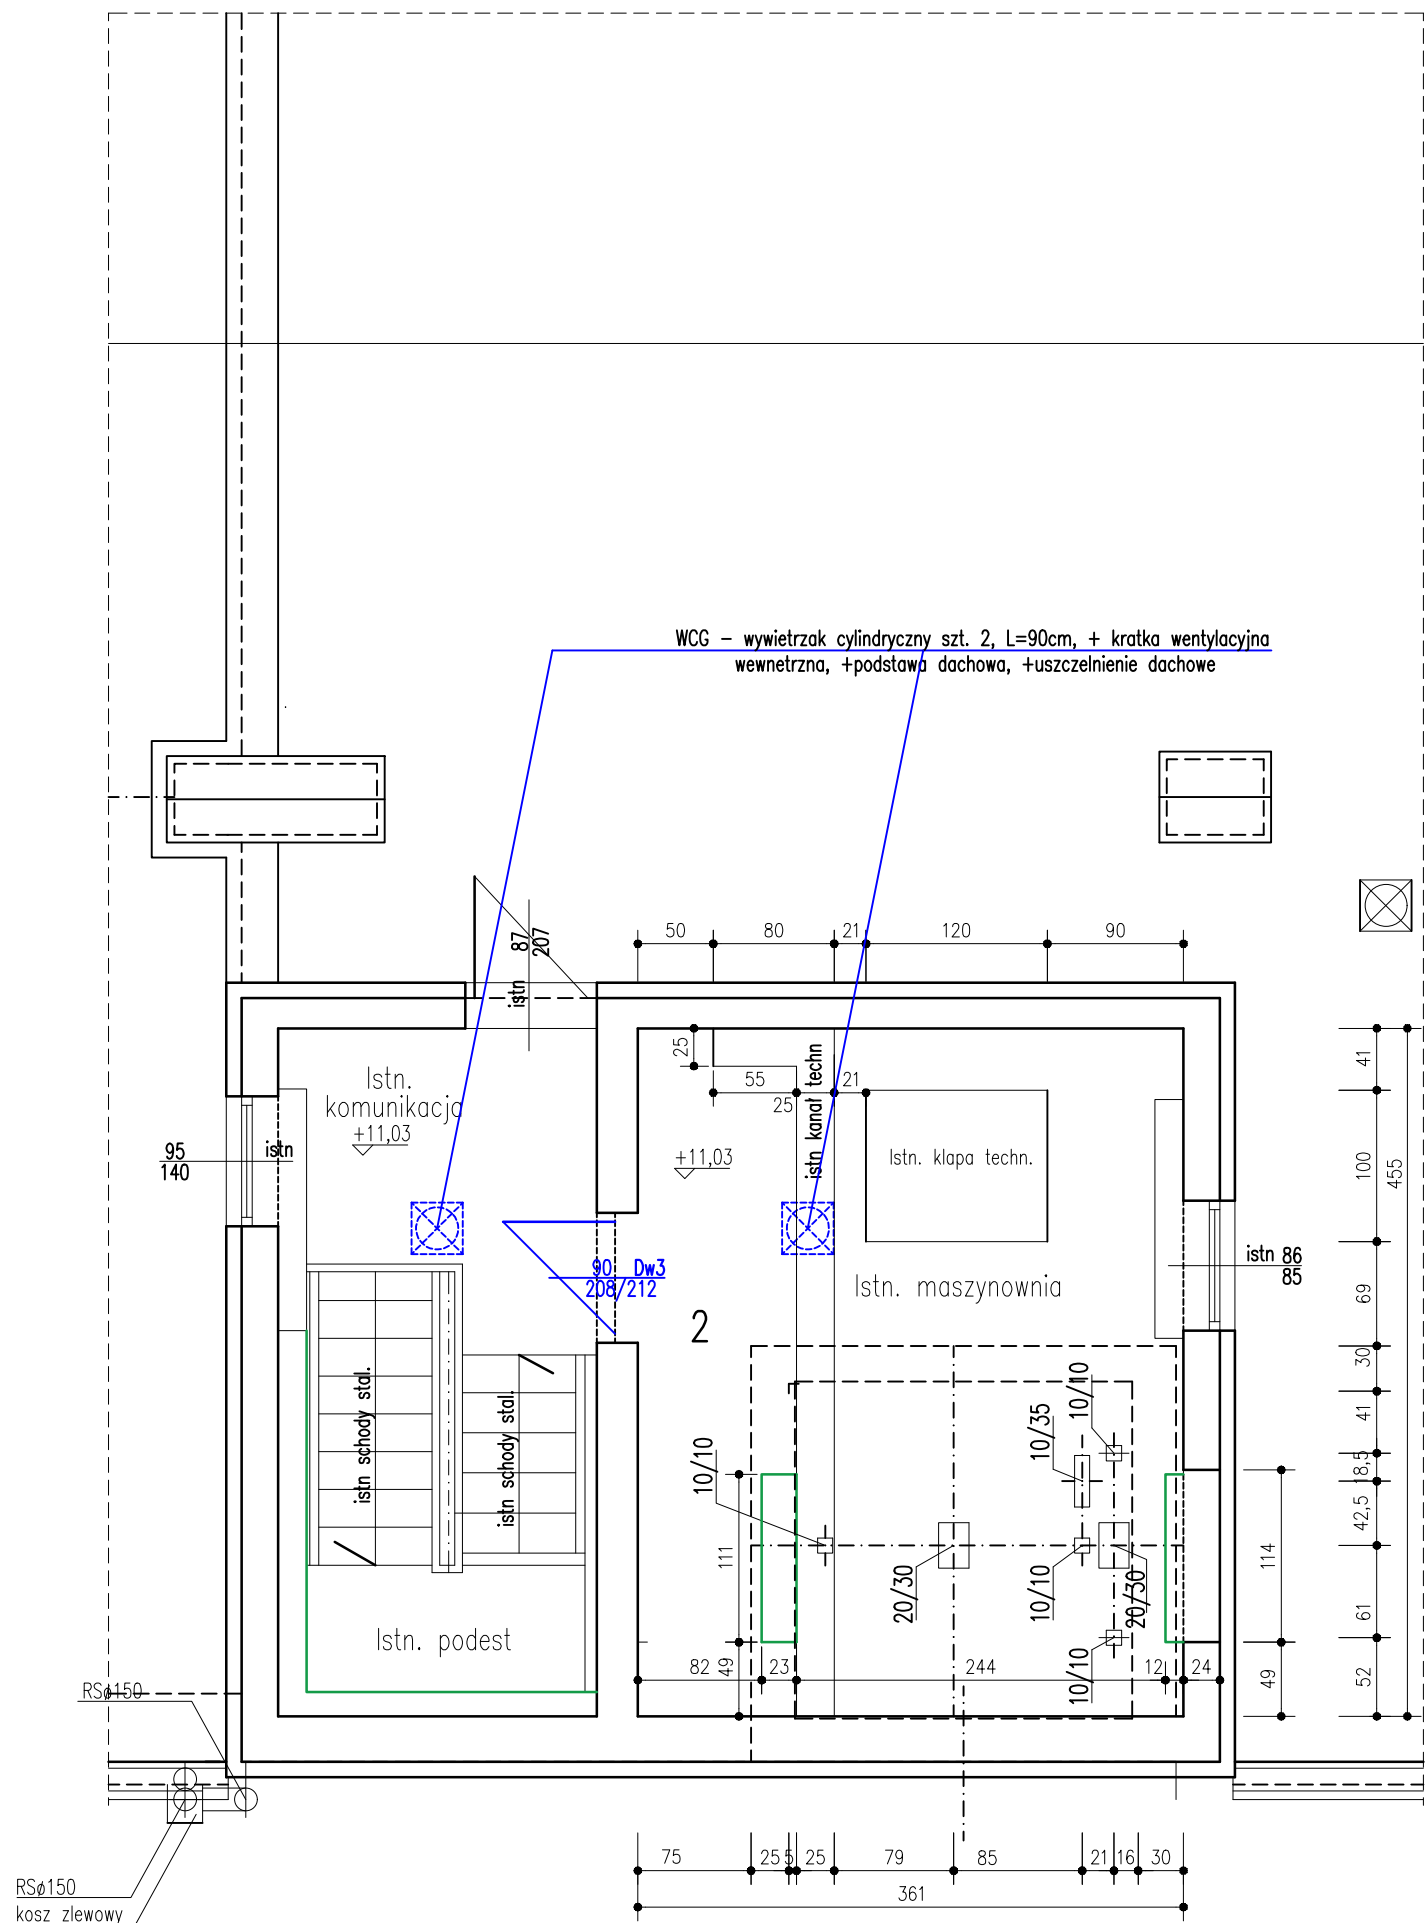 WCG – wywietrzak cylindryczny szt. 2, L=90cm, + kratka wentylacyjna
wewnetrzna, +podstawa dachowa, +uszczelnienie dachowe
istn 87
207
50 80 21 120 90
25
55
25
21
istn kanał techn
Istn.
komunikacja
+11,03
+11,03
Istn. klapa techn.
95
140
istn
istn 86
85
90 Dw3
208/212
Istn. maszynownia
2
istn schody stal.
istn schody stal.
10/10
10/35
10/10
20/30
10/10
20/30
10/10
111
49
Istn. podest
82 23 244 12 24
114
49
41
100
69
30
41
18,5
42,5
61
52
455
RSø150
RSø150
kosz zlewowy
75 25 5 25 79 85 21 16 30
361